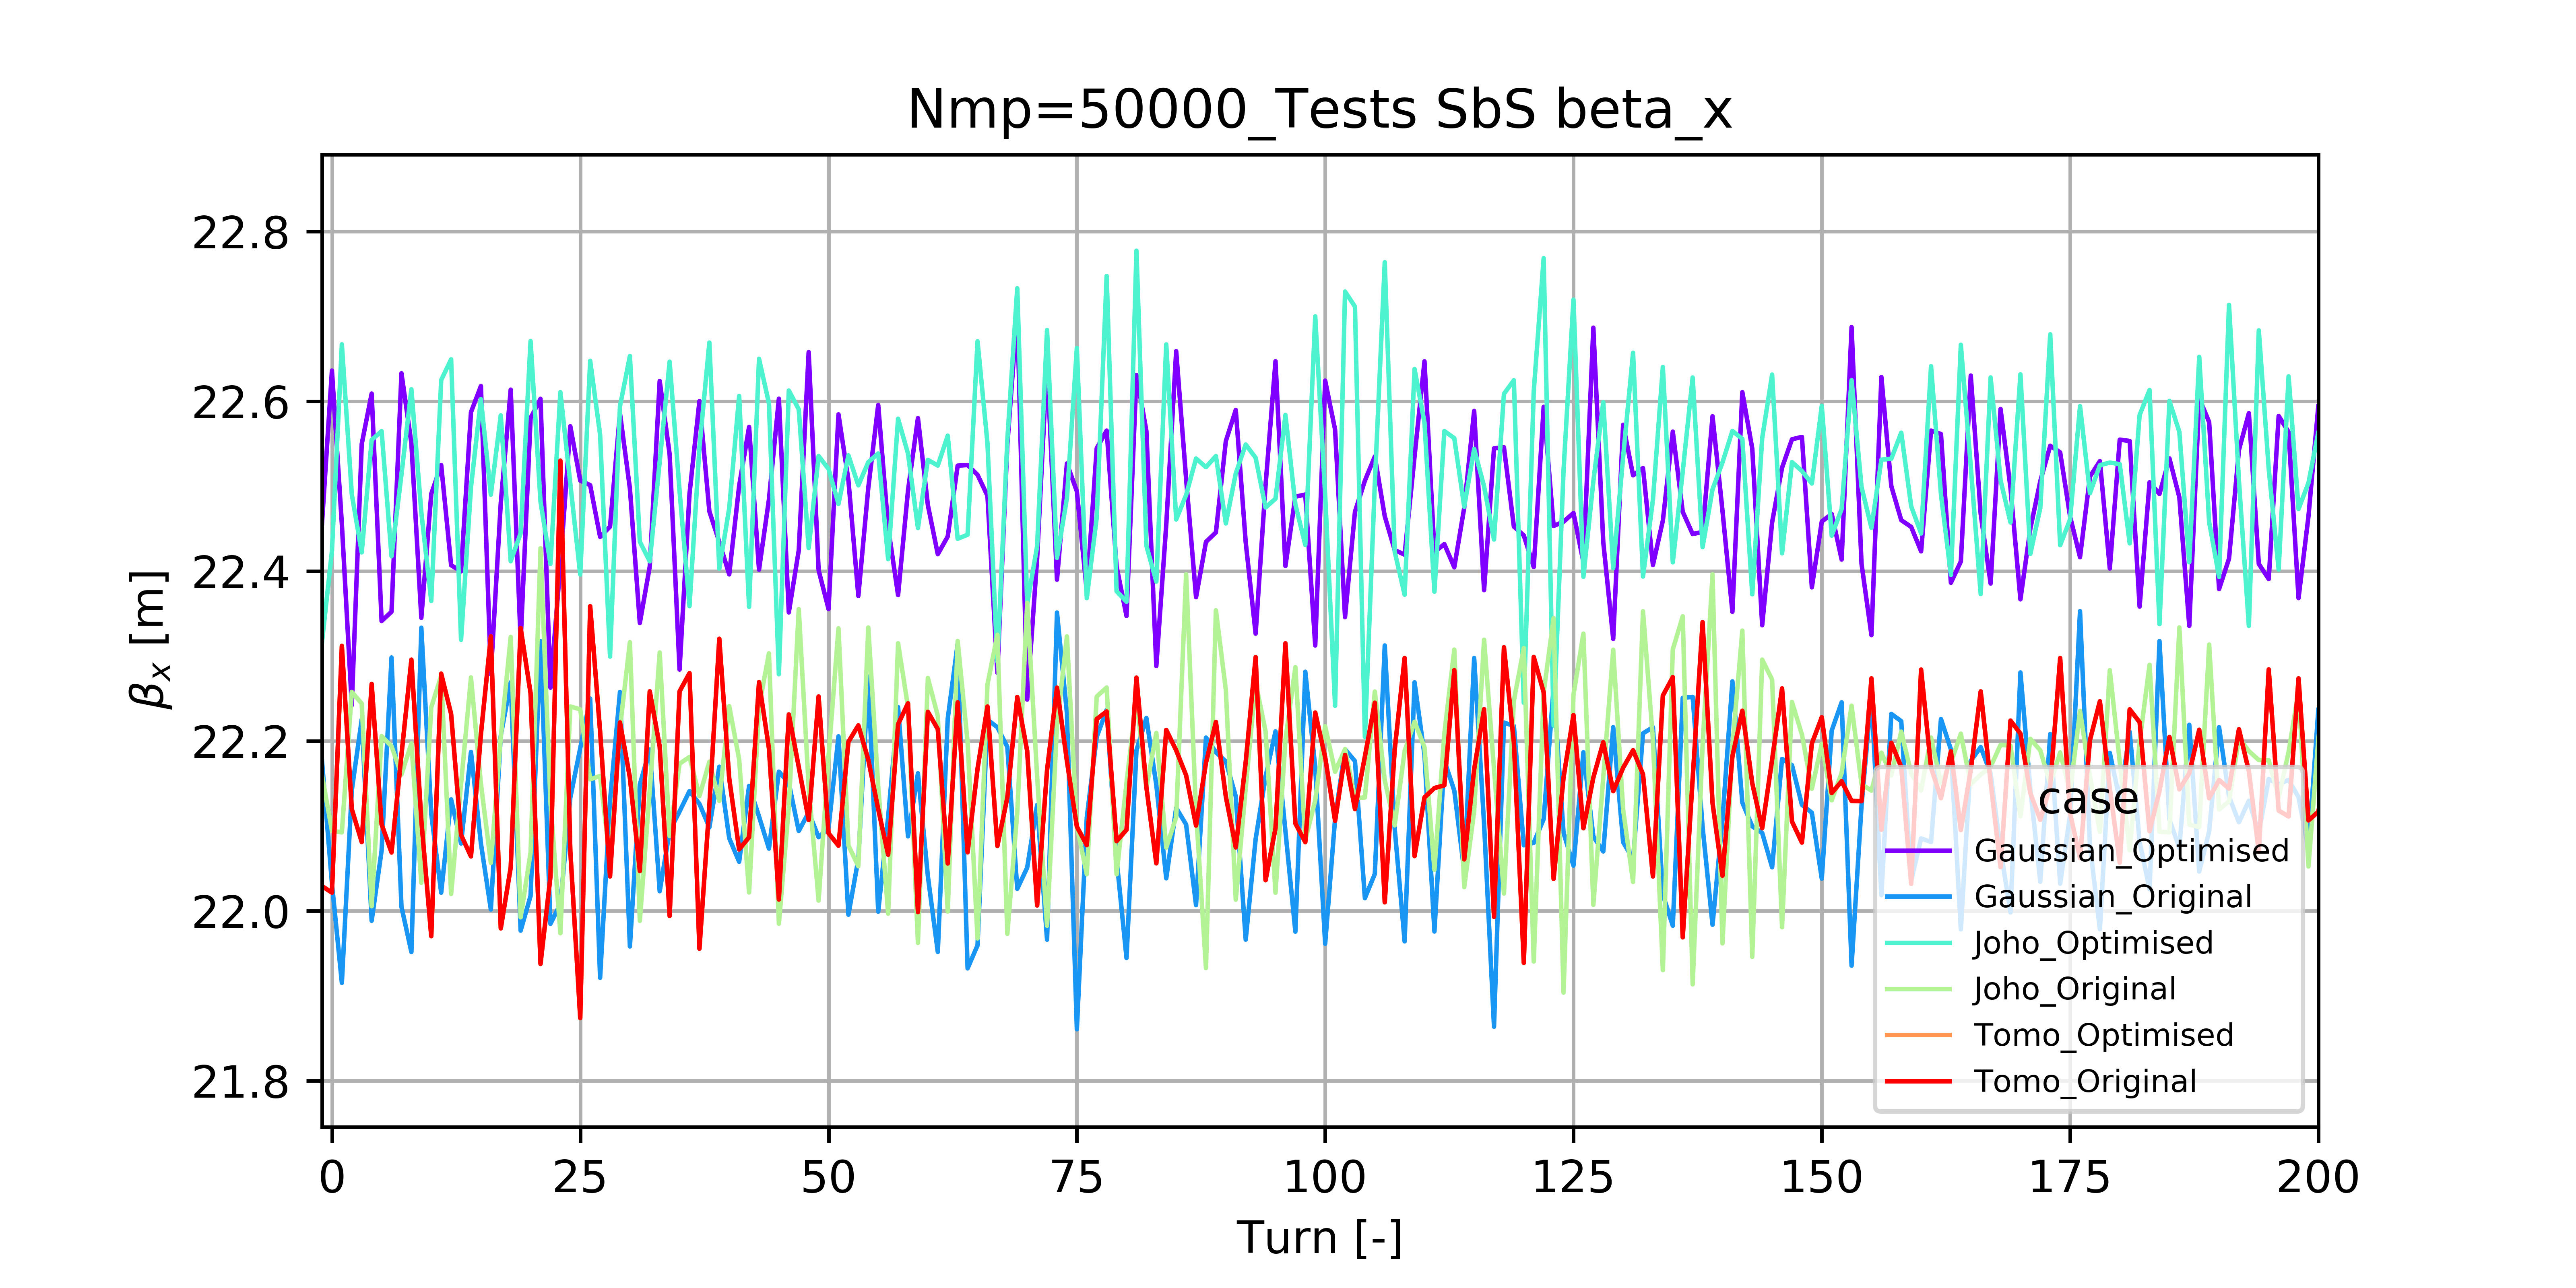 Nmp=50000_Tests SbS beta_x
22.8
22.6
22.4
22.2
22.0
21.8
βx [m]
case
Gaussian_Optimised
Gaussian_Original
Joho_Optimised
Joho_Original
Tomo_Optimised
Tomo_Original
0 25 50 75 100 125 150 175 200
Turn [-]